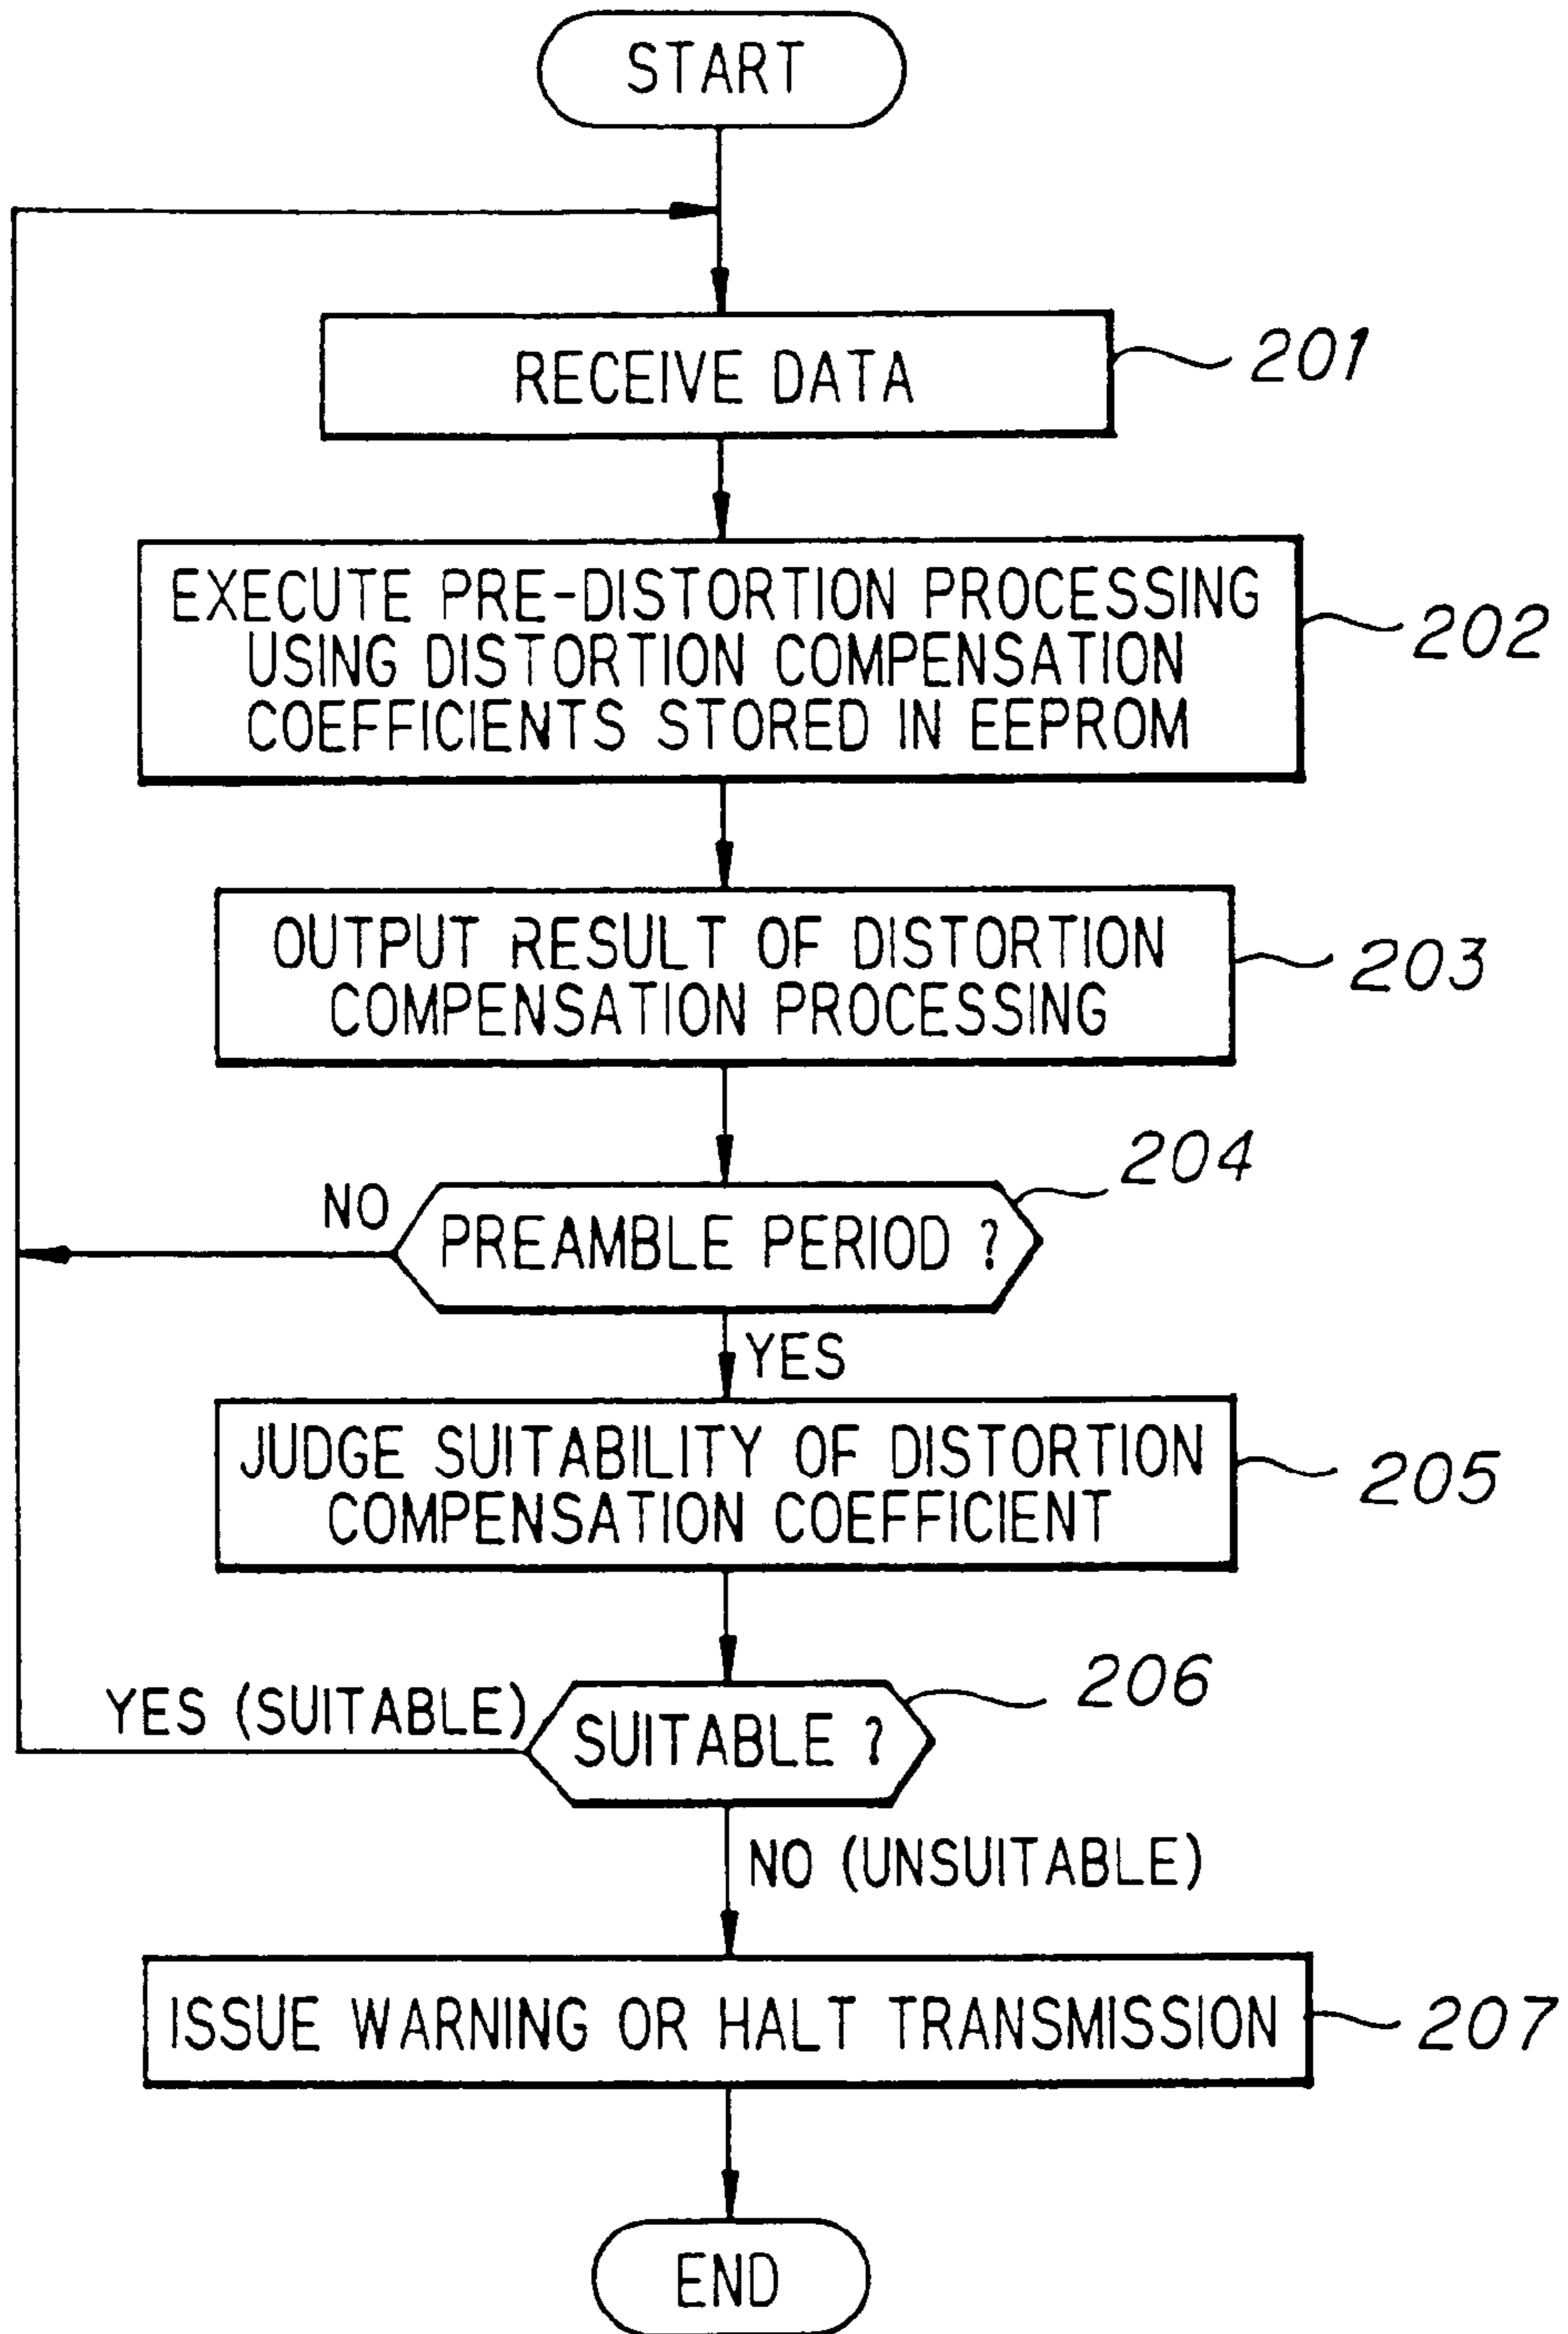 START
RECEIVE DATA
201
EXECUTE PRE-DISTORTION PROCESSING
USING DISTORTION COMPENSATION
COEFFICIENTS STORED IN EEPROM
202
OUTPUT RESULT OF DISTORTION
COMPENSATION PROCESSING
203
204
NO
PREAMBLE PERIOD ?
YES
JUDGE SUITABILITY OF DISTORTION
COMPENSATION COEFFICIENT
205
206
YES (SUITABLE)
SUITABLE ?
NO (UNSUITABLE)
ISSUE WARNING OR HALT TRANSMISSION
207
END